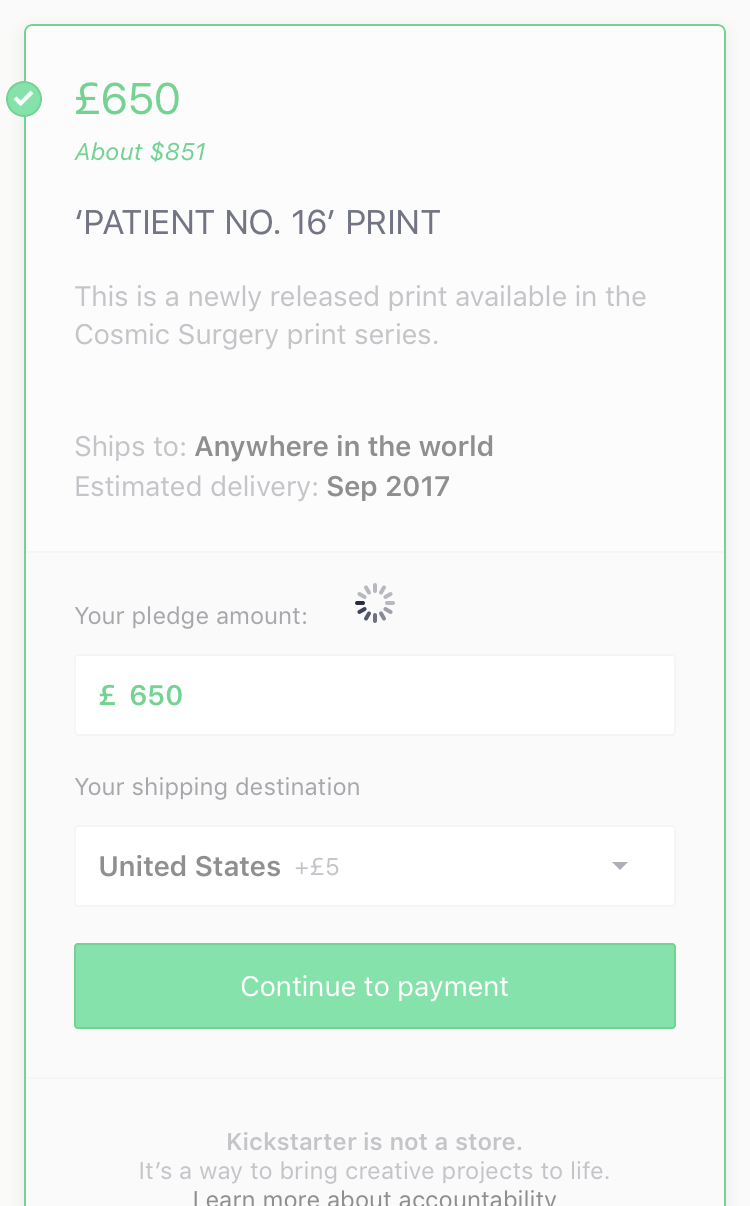 £650
About $851
‘PATIENT NO. 16’ PRINT
This is a newly released print available in the
Cosmic Surgery print series.
Ships to: Anywhere in the world
Estimated delivery: Sep 2017
Your pledge amount:
£ 650
Your shipping destination
United States +£5
Continue to payment
Kickstarter is not a store.
It’s a way to bring creative projects to life.
Learn more about accountability